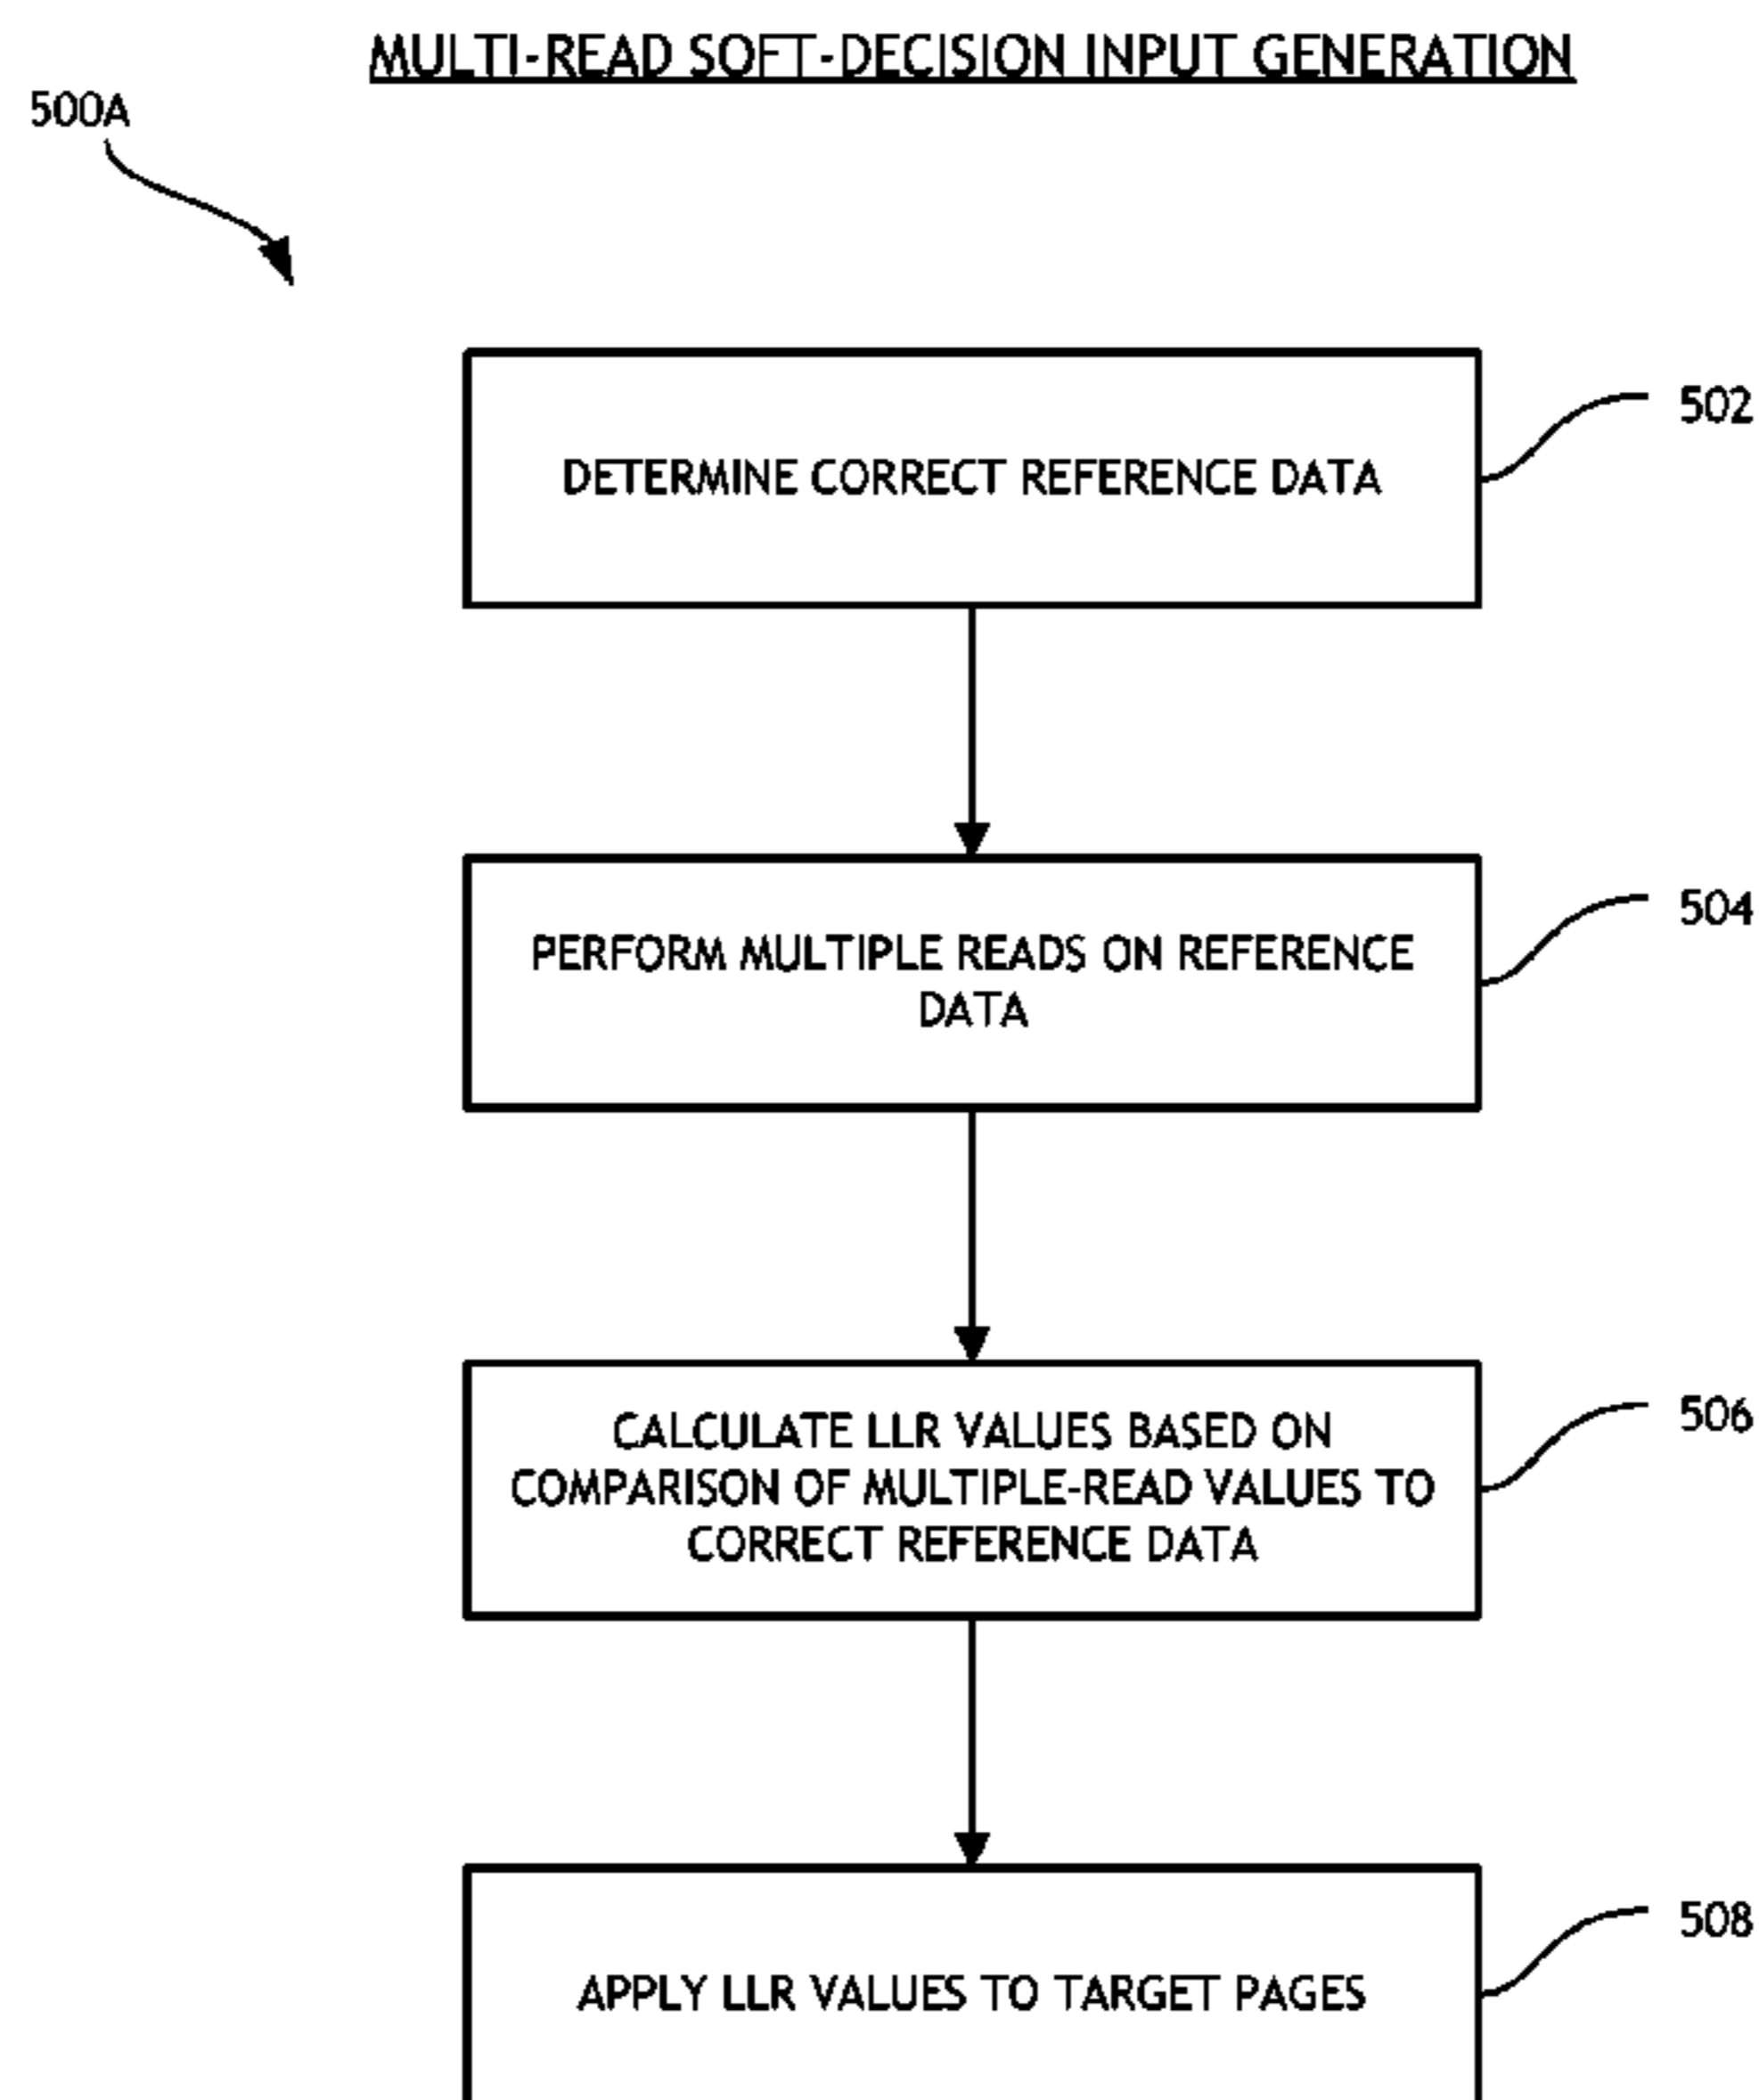 MULTI-READ SOFT-DECISION INPUT GENERATION
500A
502
DETERMINE CORRECT REFERENCE DATA
504
PERFORM MULTIPLE READS ON REFERENCE
DATA
506
CALCULATE LLR VALUES BASED ON
COMPARISON OF MULTIPLE-READ VALUES TO
CORRECT REFERENCE DATA
508
APPLY LLR VALUES TO TARGET PAGES